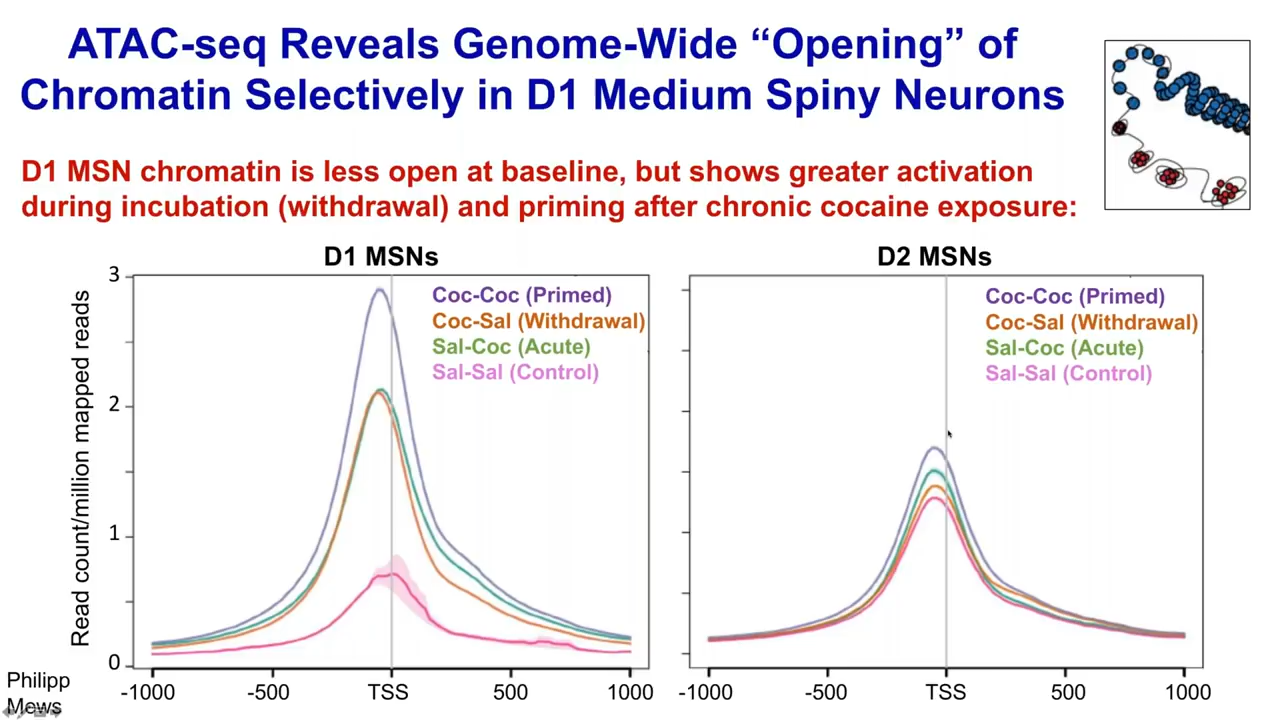 ATAC-seq Reveals Genome-Wide “Opening” of
Chromatin Selectively in D1 Medium Spiny Neurons
D1 MSN chromatin is less open at baseline, but shows greater activation
during incubation (withdrawal) and priming after chronic cocaine exposure:
D1 MSNs
Read count/million mapped reads
3
2
1
0
Coc-Coc (Primed)
Coc-Sal (Withdrawal)
Sal-Coc (Acute)
Sal-Sal (Control)
-1000 -500 TSS 500 1000
D2 MSNs
Coc-Coc (Primed)
Coc-Sal (Withdrawal)
Sal-Coc (Acute)
Sal-Sal (Control)
-1000 -500 TSS 500 1000
Philipp
Mews